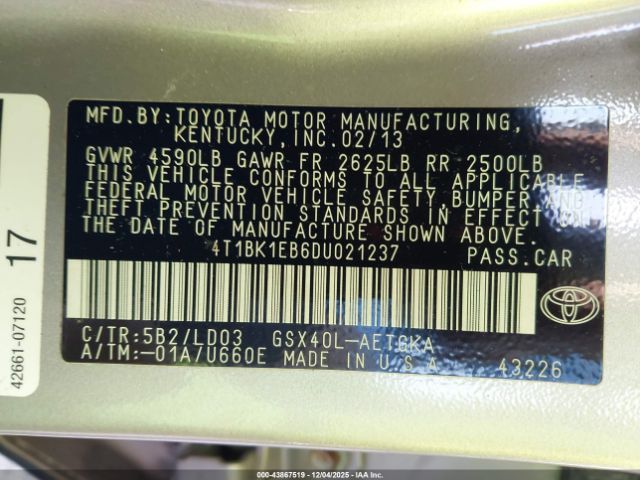 MFD.BY:TOYOTA MOTOR MANUFACTURING,
KENTUCKY, INC. 02/13
GVWR 4590LB GAWR FR 2625LB RR 2500LB
THIS VEHICLE CONFORMS TO ALL APPLICABLE
FEDERAL MOTOR VEHICLE SAFETY, BUMPER AND
THEFT PREVENTION STANDARDS IN EFFECT ON
THE DATE OF MANUFACTURE SHOWN ABOVE.
4T1BK1EB6DU021237 PASS.CAR
C/TR:5B2/LD03 GSX40L-AETGKA
A/TM:-01A/U660E MADE IN U.S.A 43226
TOYOTA
17
42661-07120
000-43867519 | 12/04/2025 - IAAI.COM